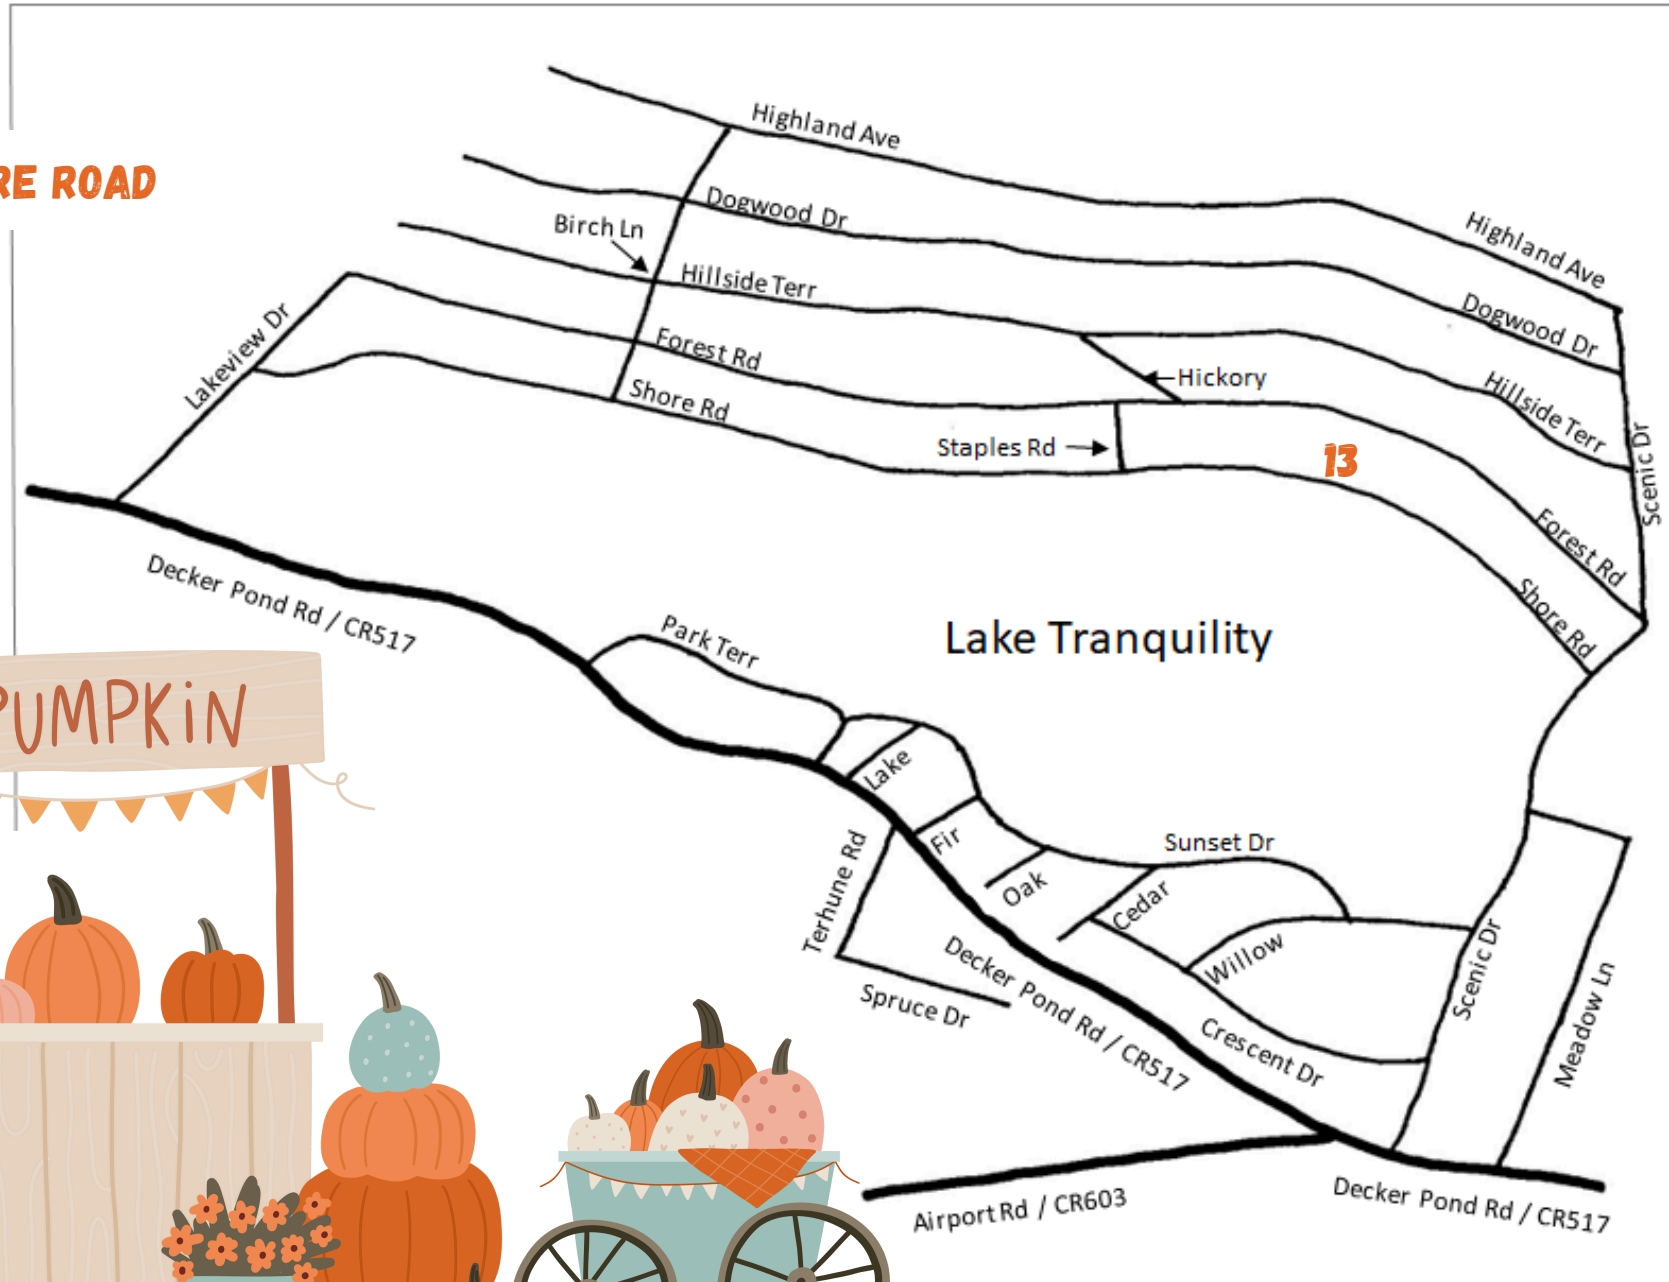 Highland Ave
RE ROAD
Dogwood Dr
Birch Ln
Highland Ave
Hillside Terr
Dogwood Dr
Lakeview Dr
Forest Rd
Hickory
Shore Rd
Hillside Terr
Staples Rd
13
Scenic Dr
Forest Rd
Decker Pond Rd / CR517
Shore Rd
Park Terr
Lake Tranquility
PUMPKiN
Lake
Fir
Sunset Dr
Terhune Rd
Oak
Cedar
Willow
Scenic Dr
Spruce Dr
Decker Pond Rd / CR517
Meadow Ln
Crescent Dr
Airport Rd / CR603
Decker Pond Rd / CR517